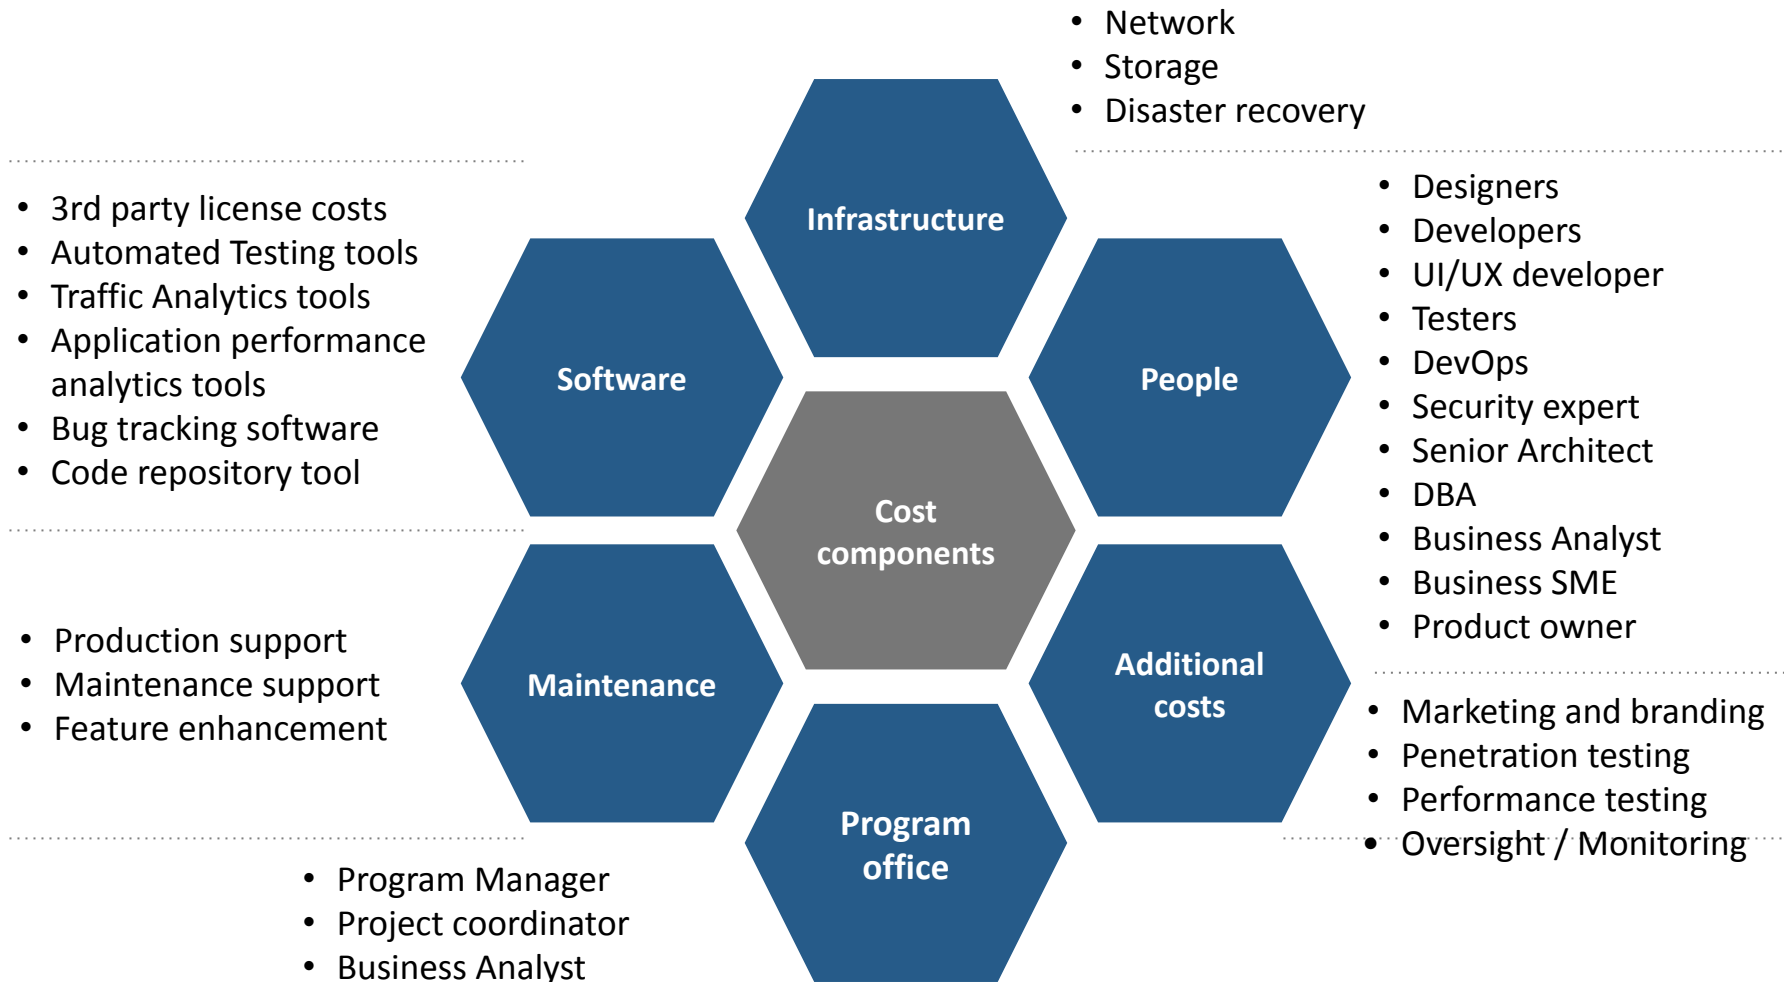 • Network
• Storage
• Disaster recovery
Infrastructure
• 3rd party license costs
• Automated Testing tools
• Traffic Analytics tools
• Application performance
analytics tools
• Bug tracking software
• Code repository tool
Software
People
• Designers
• Developers
• UI/UX developer
• Testers
• DevOps
• Security expert
• Senior Architect
• DBA
• Business Analyst
• Business SME
• Product owner
Cost
components
• Production support
• Maintenance support
• Feature enhancement
Maintenance
Additional
costs
• Marketing and branding
• Penetration testing
• Performance testing
• Oversight / Monitoring
Program
office
• Program Manager
• Project coordinator
• Business Analyst